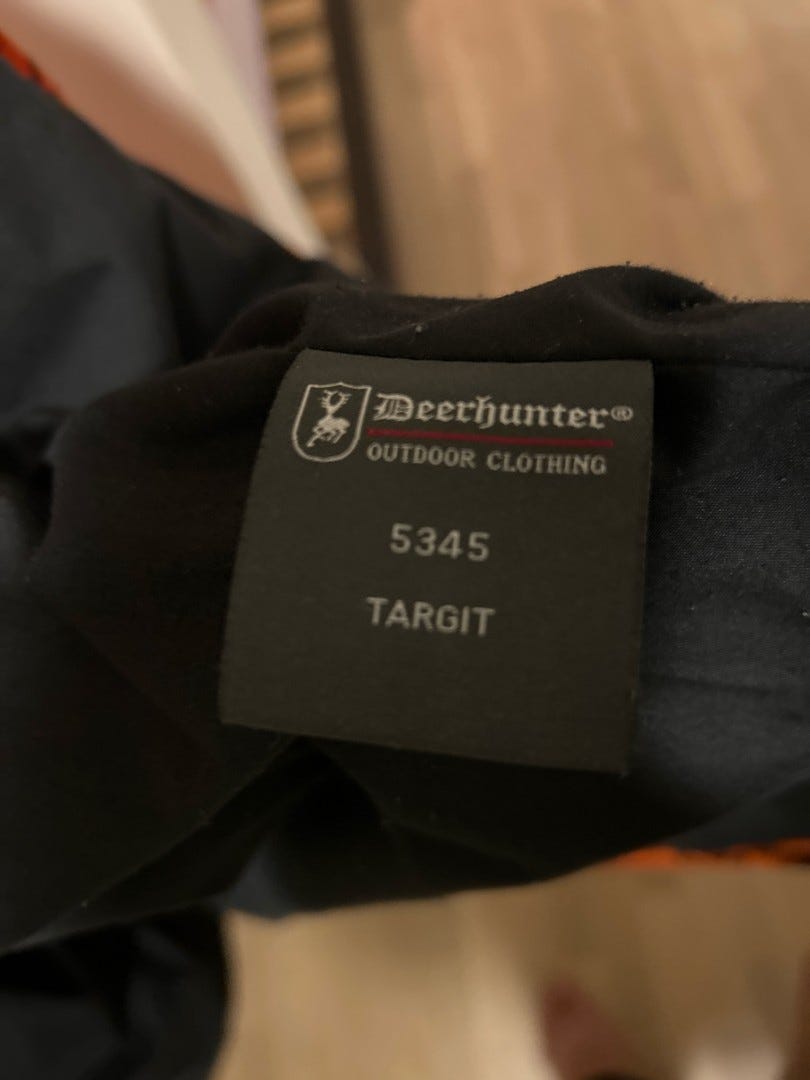 Deerhunter®
OUTDOOR CLOTHING
5345
TARGIT